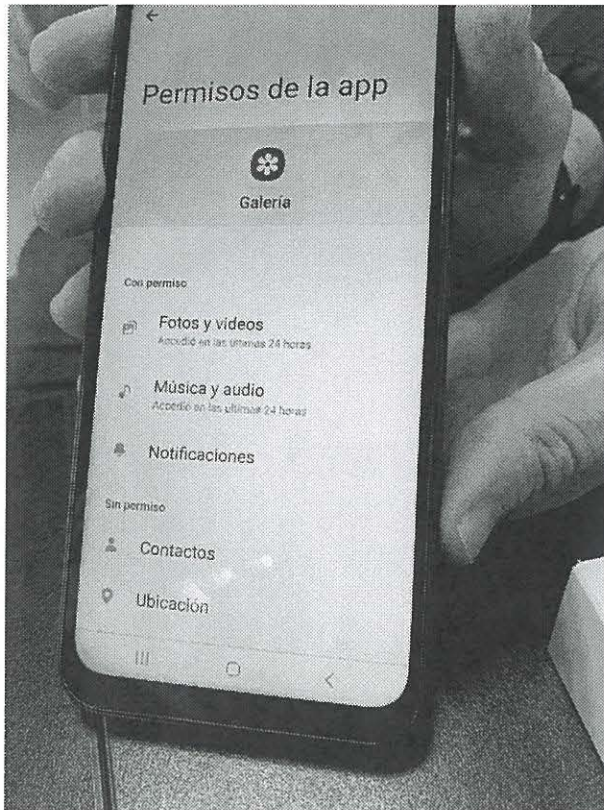 Permisos de la app
Galería
Con permiso
Fotos y videos
Accedió en las últimas 24 horas
Música y audio
Accedió en las ultimas 24 horas
Notificaciones
Sin permiso
Contactos
Ubicación